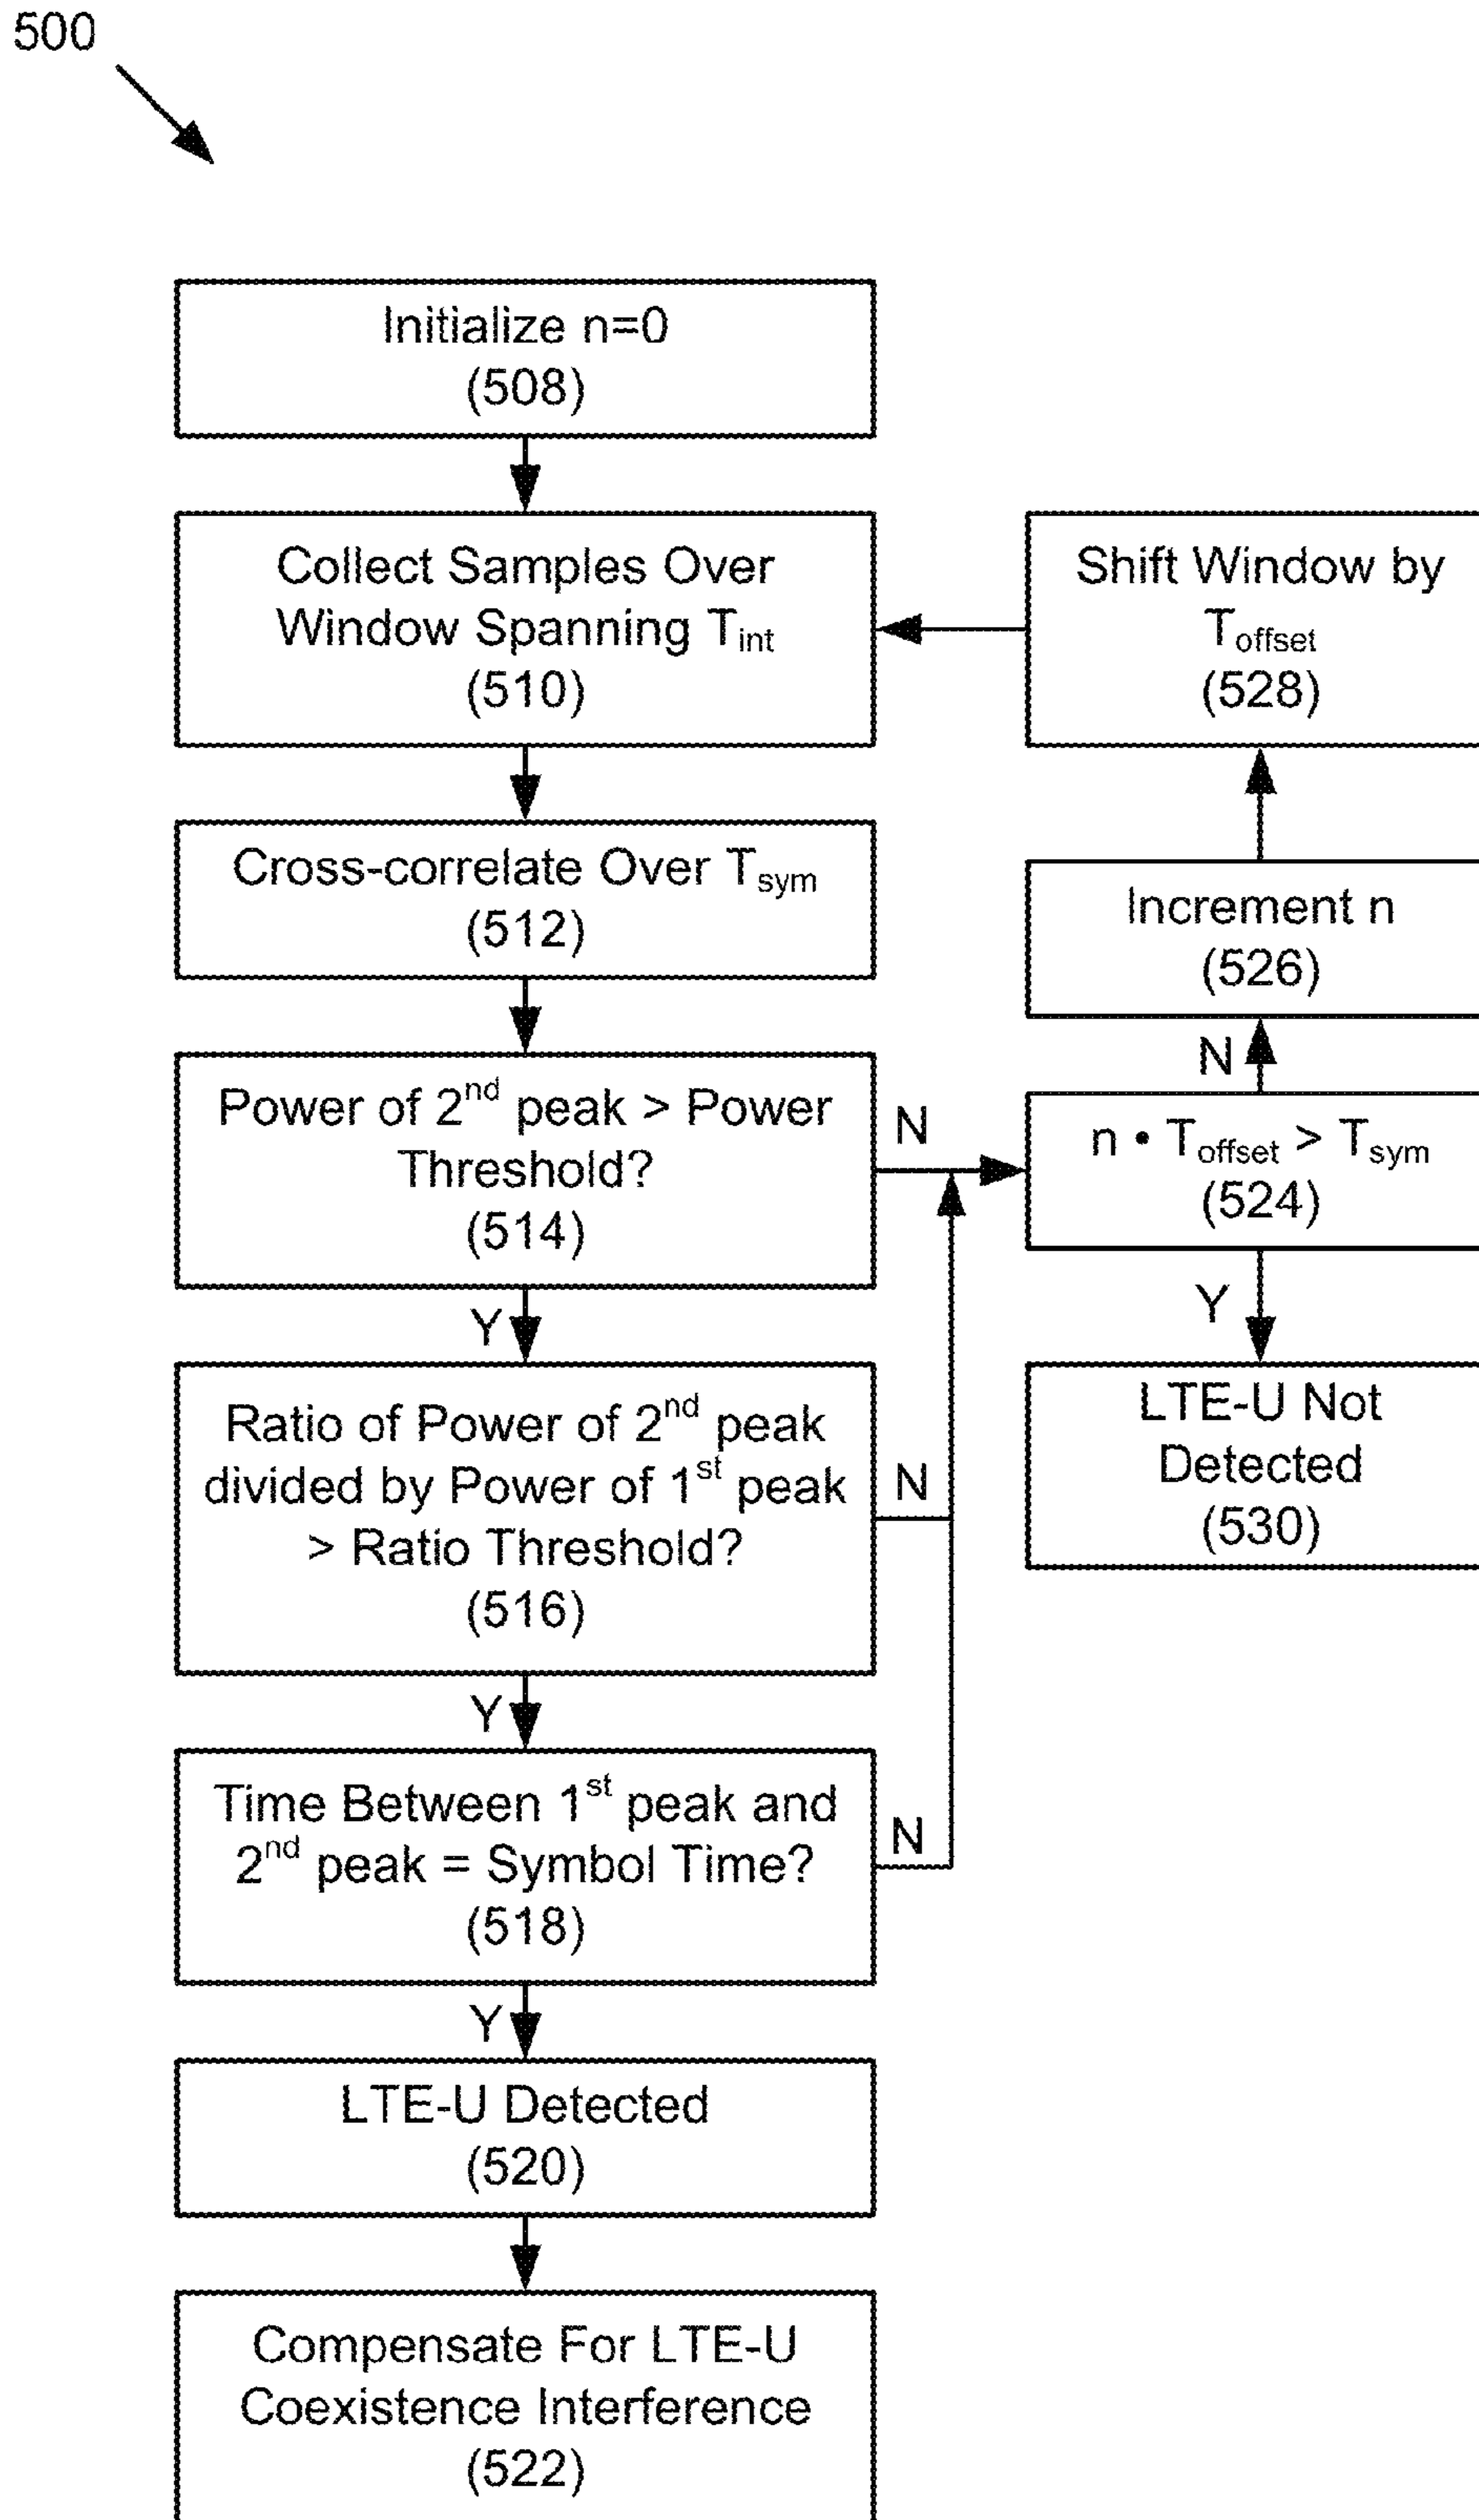 500
Initialize n=0
(508)
Collect Samples Over
Window Spanning Tint
(510)
Cross-correlate Over Tsym
(512)
Power of 2nd peak > Power
Threshold?
(514)
N
Y
Ratio of Power of 2nd peak
divided by Power of 1st peak
> Ratio Threshold?
(516)
N
Y
Time Between 1st peak and
2nd peak = Symbol Time?
(518)
N
Y
LTE-U Detected
(520)
Compensate For LTE-U
Coexistence Interference
(522)
Shift Window by
Toffset
(528)
Increment n
(526)
N
n • Toffset > Tsym
(524)
Y
LTE-U Not
Detected
(530)